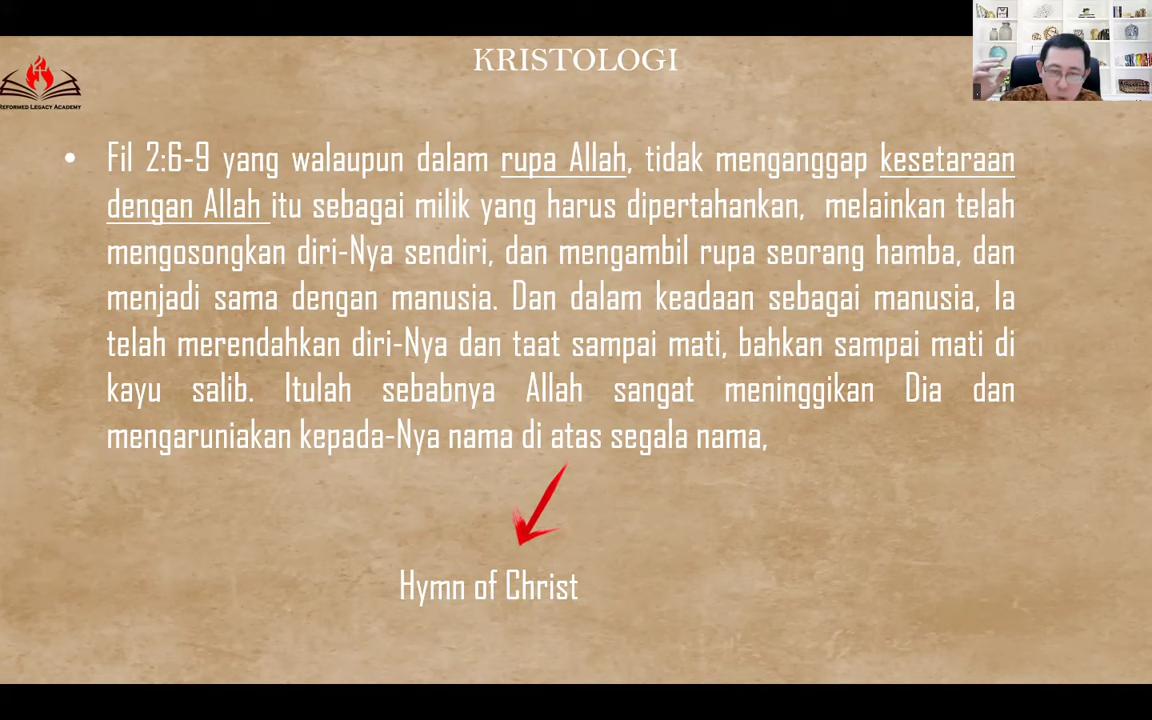 KRISTOLOGI
REFORMED LEGACY ACADEMY
• Fil 2:6-9 yang walaupun dalam rupa Allah, tidak menganggap kesetaraan
dengan Allah itu sebagai milik yang harus dipertahankan, melainkan telah
mengosongkan diri-Nya sendiri, dan mengambil rupa seorang hamba, dan
menjadi sama dengan manusia. Dan dalam keadaan sebagai manusia, Ia
telah merendahkan diri-Nya dan taat sampai mati, bahkan sampai mati di
kayu salib. Itulah sebabnya Allah sangat meninggikan Dia dan
mengaruniakan kepada-Nya nama di atas segala nama,
Hymn of Christ